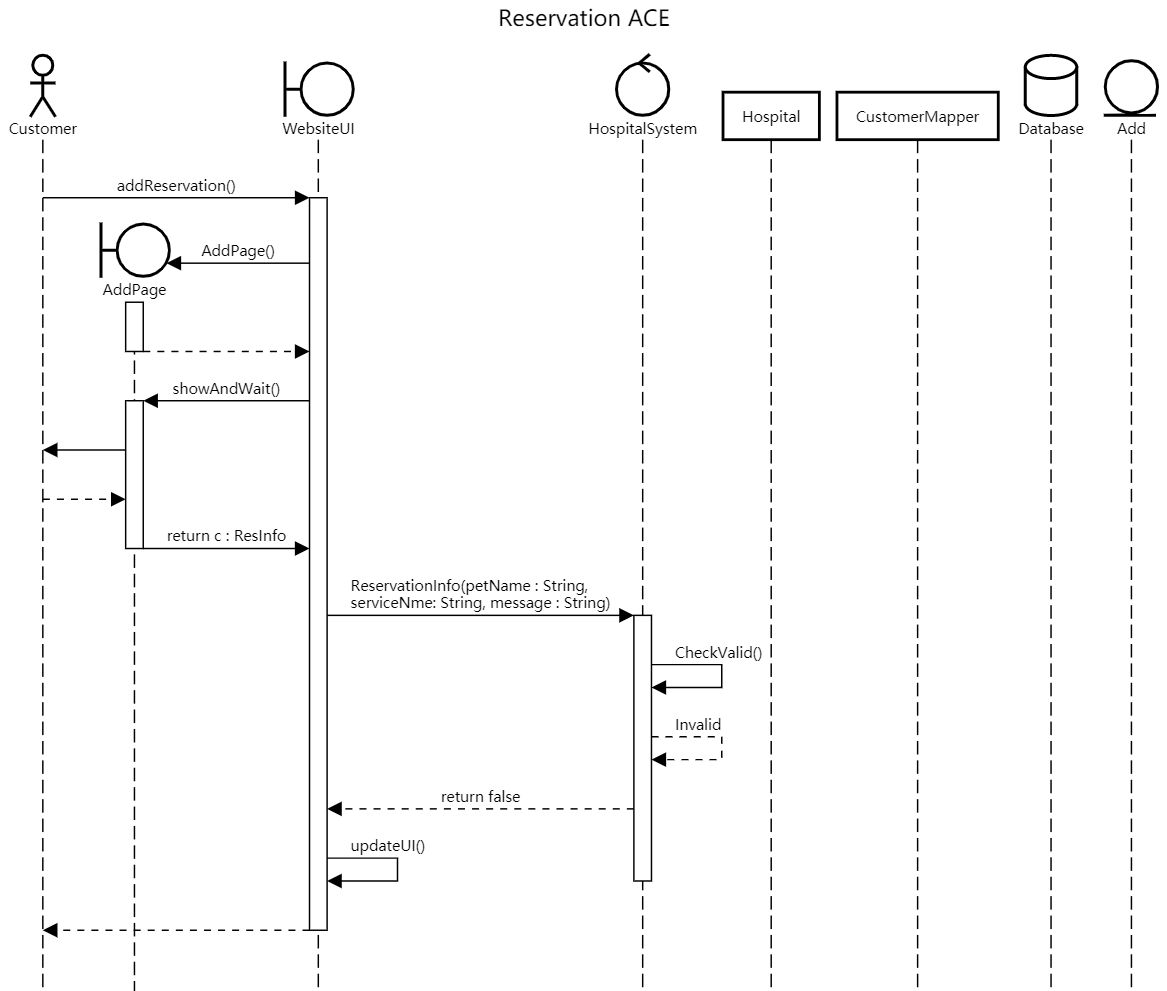 Reservation ACE
Customer
WebsiteUI
HospitalSystem
Hospital
CustomerMapper
Database
Add
addReservation()
AddPage()
AddPage
showAndWait()
return c : ResInfo
ReservationInfo(petName : String,
serviceNme: String, message : String)
CheckValid()
Invalid
return false
updateUI()